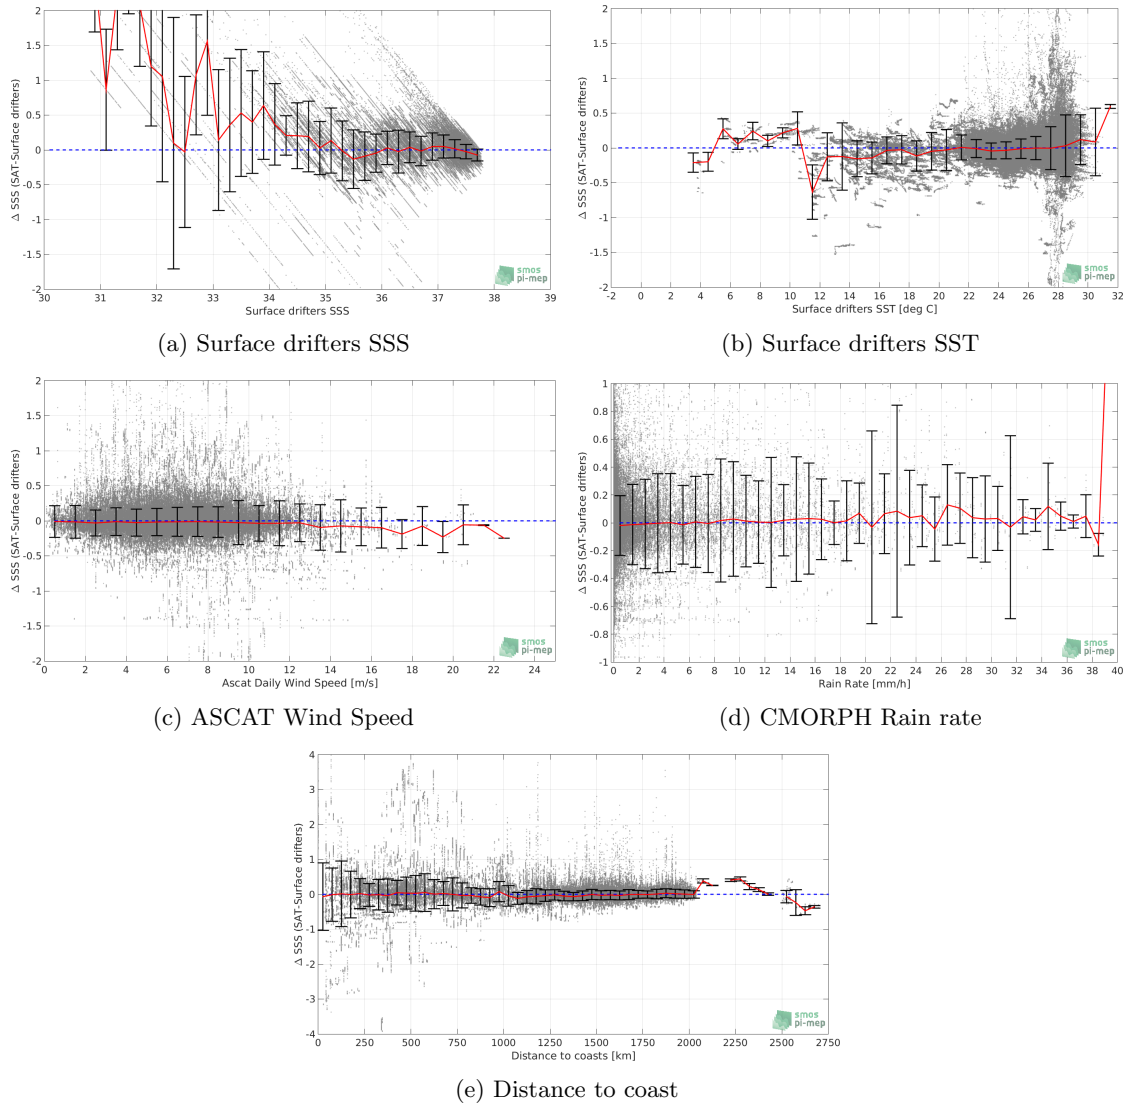 Δ SSS (SAT-Surface drifters)
2
1.5
1
0.5
0
-0.5
-1
-1.5
-2
30 31 32 33 34 35 36 37 38 39
Surface drifters SSS
smos
pi-mep
(a) Surface drifters SSS
Δ SSS (SAT-Surface drifters)
2
1.5
1
0.5
0
-0.5
-1
-1.5
-2
-2 0 2 4 6 8 10 12 14 16 18 20 22 24 26 28 30 32
Surface drifters SST [deg C]
smos
pi-mep
(b) Surface drifters SST
Δ SSS (SAT-Surface drifters)
2
1.5
1
0.5
0
-0.5
-1
-1.5
-2
0 2 4 6 8 10 12 14 16 18 20 22 24
Ascat Daily Wind Speed [m/s]
smos
pi-mep
(c) ASCAT Wind Speed
Δ SSS (SAT-Surface drifters)
1
0.8
0.6
0.4
0.2
0
-0.2
-0.4
-0.6
-0.8
-1
0 2 4 6 8 10 12 14 16 18 20 22 24 26 28 30 32 34 36 38 40
Rain Rate [mm/h]
smos
pi-mep
(d) CMORPH Rain rate
Δ SSS (SAT-Surface drifters)
4
3
2
1
0
-1
-2
-3
-4
0 250 500 750 1000 1250 1500 1750 2000 2250 2500 2750
Distance to coasts [km]
smos
pi-mep
(e) Distance to coast